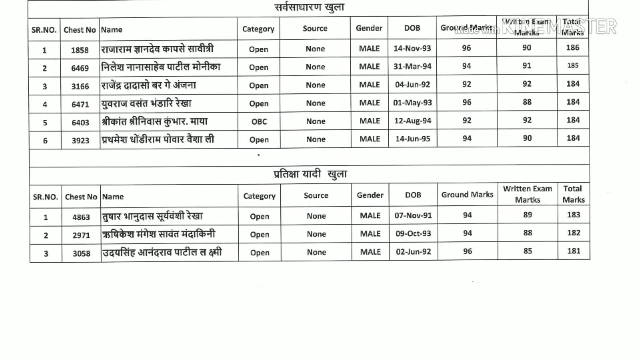 सर्वसाधारण खुला
SR.NO. Chest No Name Category Source Gender DOB Ground Marks Written Exam Marks Total Marks
1 1858 राजाराम ज्ञानदेव कापसे सावीत्री Open None MALE 14-Nov-93 96 90 186
2 6469 निलेश नानासाहेब पाटील मोनीका Open None MALE 31-Mar-94 94 91 185
3 3166 राजेंद्र दादासो बर गे अंजना Open None MALE 04-Jun-92 92 92 184
4 6471 युवराज वसंत भंडारि रेखा Open None MALE 01-May-93 96 88 184
5 6403 श्रीकांत श्रीनिवास कुंभार. माया OBC None MALE 12-Aug-94 92 92 184
6 3923 प्रथमेश धोंडीराम पोवार वैशा ली Open None MALE 14-Jun-95 94 90 184
प्रतिक्षा यादी खुला
SR.NO. Chest No Name Category Source Gender DOB Ground Marks Written Exam Martks Total Marks
1 4863 तुषार भानुदास सूर्यवंशी रेखा Open None MALE 07-Nov-91 94 89 183
2 2971 ऋषिकेश मंगेश सावंत मंदाकिनी Open None MALE 09-Oct-93 94 88 182
3 3058 उदयसिंह आनंदराव पाटील ल क्ष्मी Open None MALE 02-Jun-92 96 85 181
KINEMASTER